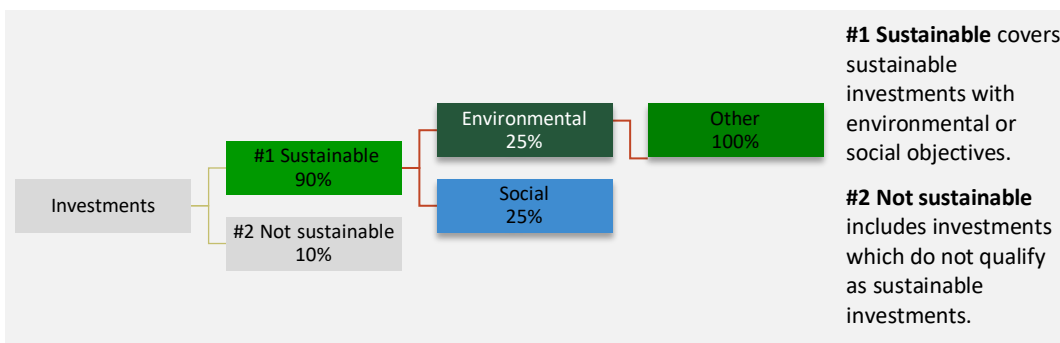 Investments
#1 Sustainable
90%
#2 Not sustainable
10%
Environmental
25%
Social
25%
Other
100%
#1 Sustainable covers
sustainable
investments with
environmental or
social objectives.
#2 Not sustainable
includes investments
which do not qualify
as sustainable
investments.